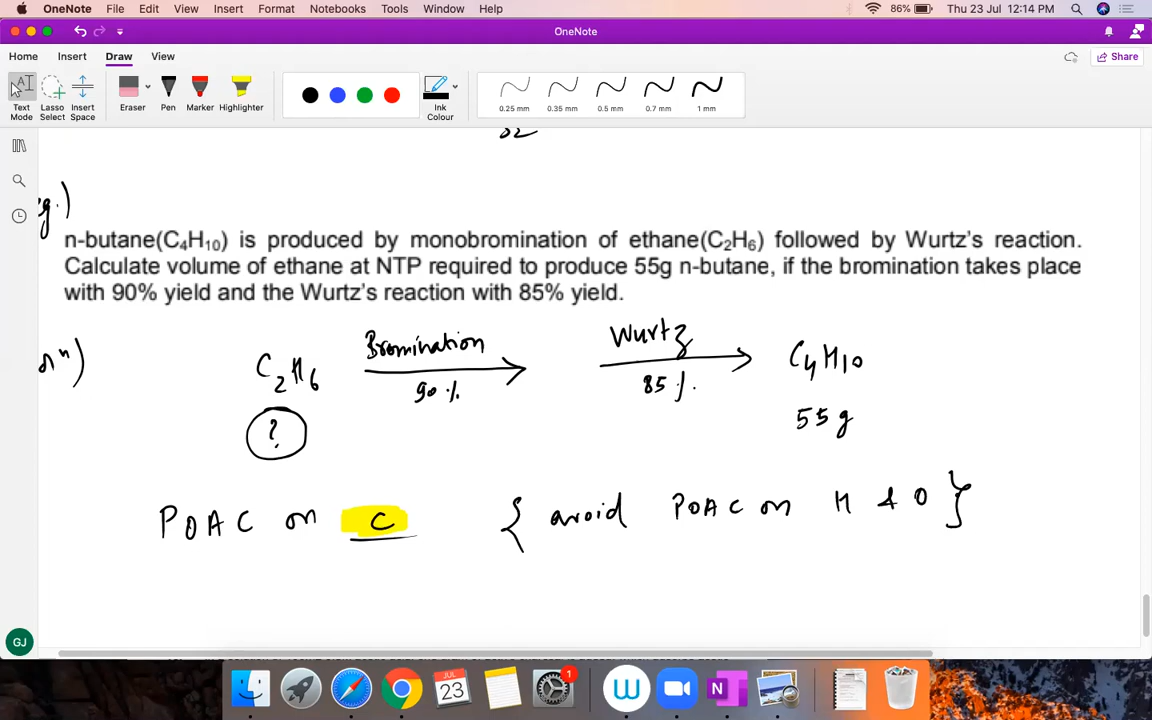 OneNote File Edit View Insert Format Notebooks Tools Window Help 86% Thu 23 Jul 12:14 PM
OneNote
Home Insert Draw View Share
Text Mode Lasso Select Insert Space Eraser Pen Marker Highlighter Ink Colour 0.25 mm 0.35 mm 0.5 mm 0.7 mm 1 mm
eg.)
n-butane(C₄H₁₀) is produced by monobromination of ethane(C₂H₆) followed by Wurtz's reaction.
Calculate volume of ethane at NTP required to produce 55g n-butane, if the bromination takes place
with 90% yield and the Wurtz's reaction with 85% yield.
C₂H₆ Bromination 90% Wurtz 85% C₄H₁₀
? 55g
POAC on C { avoid POAC on H & O }
GJ
JUL 23 1